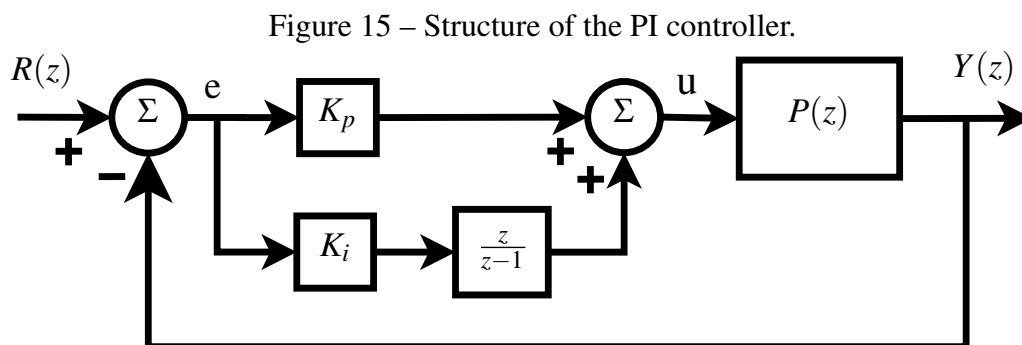 Figure 15 – Structure of the PI controller.
R(z)
Σ
e
K_p
Σ
u
P(z)
Y(z)
+
−
+
+
K_i
z/(z−1)